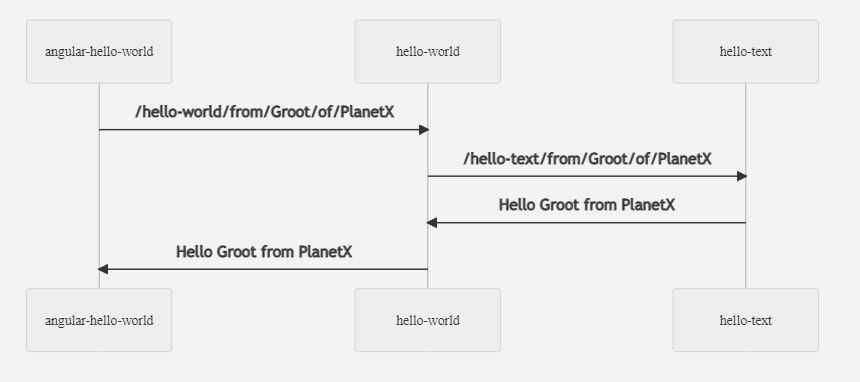 angular-hello-world
hello-world
hello-text
/hello-world/from/Groot/of/PlanetX
/hello-text/from/Groot/of/PlanetX
Hello Groot from PlanetX
Hello Groot from PlanetX
angular-hello-world
hello-world
hello-text